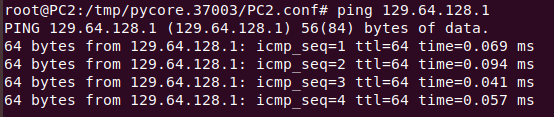 root@PC2:/tmp/pycore.37003/PC2.conf# ping 129.64.128.1
PING 129.64.128.1 (129.64.128.1) 56(84) bytes of data.
64 bytes from 129.64.128.1: icmp_seq=1 ttl=64 time=0.069 ms
64 bytes from 129.64.128.1: icmp_seq=2 ttl=64 time=0.094 ms
64 bytes from 129.64.128.1: icmp_seq=3 ttl=64 time=0.041 ms
64 bytes from 129.64.128.1: icmp_seq=4 ttl=64 time=0.057 ms